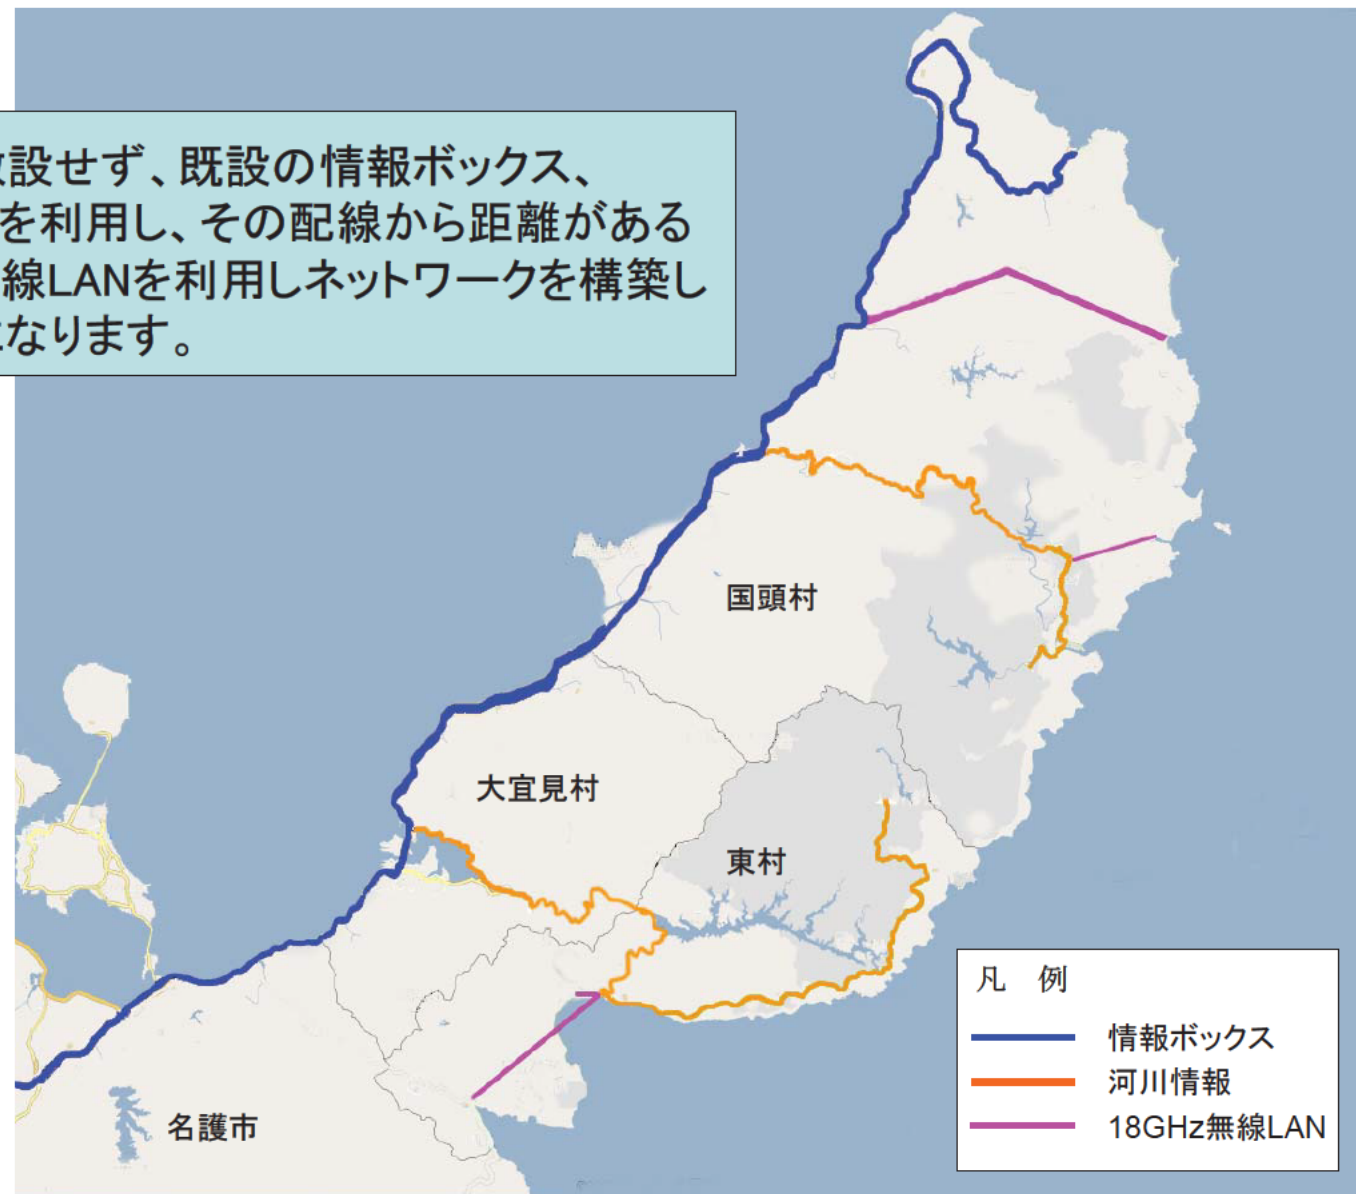 設せず、既設の情報ボックス、
を利用し、その配線から距離がある
線LANを利用しネットワークを構築し
なります。
国頭村
大宜見村
東村
名護市
凡 例
情報ボックス
河川情報
18GHz無線LAN